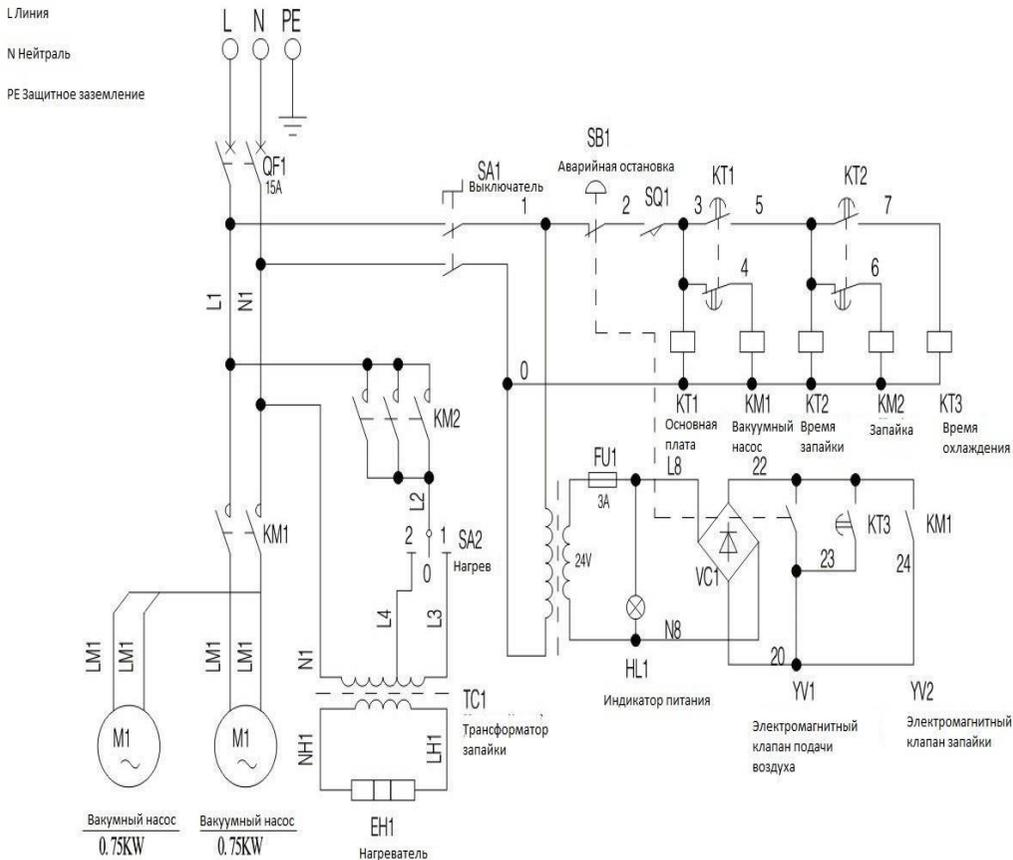 L Линия
N Нейтраль
PE Защитное заземление
L N PE
QF1
15A
SA1
Выключатель
1
SB1
Аварийная остановка
2
SQ1
3
KT1
5
KT2
7
4
6
L1
N1
0
KM2
KT1
Основная
плата
KM1
Вакуумный
насос
KT2
Время
запайки
KM2
Запайка
KT3
Время
охлаждения
KM1
L2
2
1
0
SA2
Нагрев
L4
L3
FU1
3A
L8
22
24V
VC1
KT3
KM1
23
24
N8
20
HL1
Индикатор питания
YV1
Электромагнитный
клапан подачи
воздуха
YV2
Электромагнитный
клапан запайки
LM1
LM1
LM1
LM1
N1
TC1
Трансформатор
запайки
M1
M1
NH1
LH1
EH1
Нагреватель
Вакумный насос
0.75KW
Вакуумный насос
0.75KW